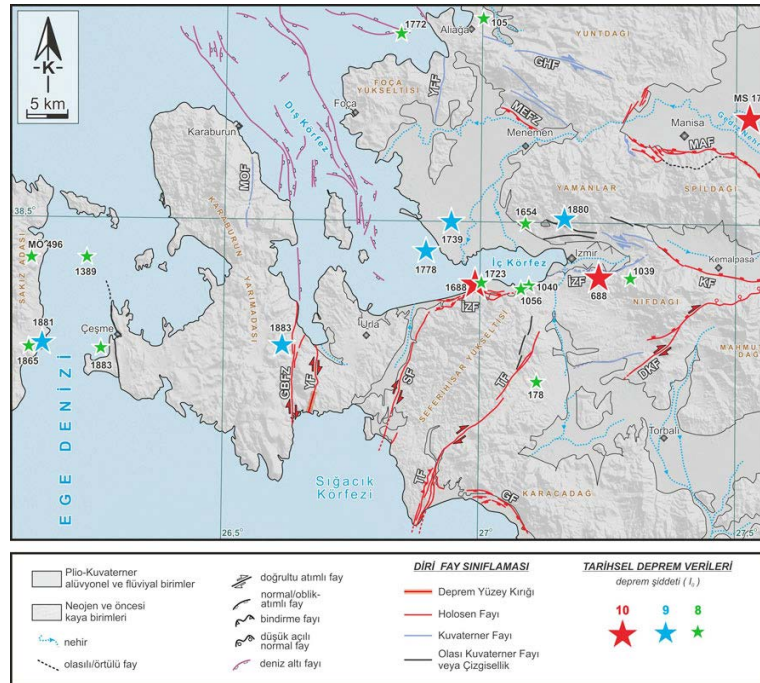 1772
105
Aliağa
YUNTDAĞI
-K-
5 km
FOÇA
YÜKSELTİSİ
YFF
GHF
Foça
Dış Körfez
MEFZ
Menemen
MS 17
Manisa
Gediz Nehri
MAF
Karaburun
MOF
YAMANLAR
SPİLDAĞI
38,5°
1654
1880
1739
1778
SAKIZ ADASI
MÖ 496
1389
KARABURUN
YARIMADASI
İç Körfez
İzmir
Kemalpaşa
1723
1688
İZF
1040
1056
İZF
688
1039
KF
NİFDAĞI
1881
1865
Çeşme
1883
1883
Urla
GBFZ
YF
SF
SEFERİHİSAR YÜKSELTİSİ
TF
178
DKF
MAHMUT
DAĞ
Torbalı
EGE DENİZİ
Sığacık
Körfezi
TF
GF
KARACADAĞ
26,5°
27°
27,5
Plio-Kuvaterner
alüvyonel ve flüviyal birimler
Neojen ve öncesi
kaya birimleri
nehir
olasılı/örtülü fay
doğrultu atımlı fay
normal/oblik-
atımlı fay
bindirme fayı
düşük açılı
normal fay
deniz altı fayı
DİRİ FAY SINIFLAMASI
Deprem Yüzey Kırığı
Holosen Fayı
Kuvaterner Fayı
Olası Kuvaterner Fayı
veya Çizgisellik
TARİHSEL DEPREM VERİLERİ
deprem şiddeti ( I₀ )
10 9 8